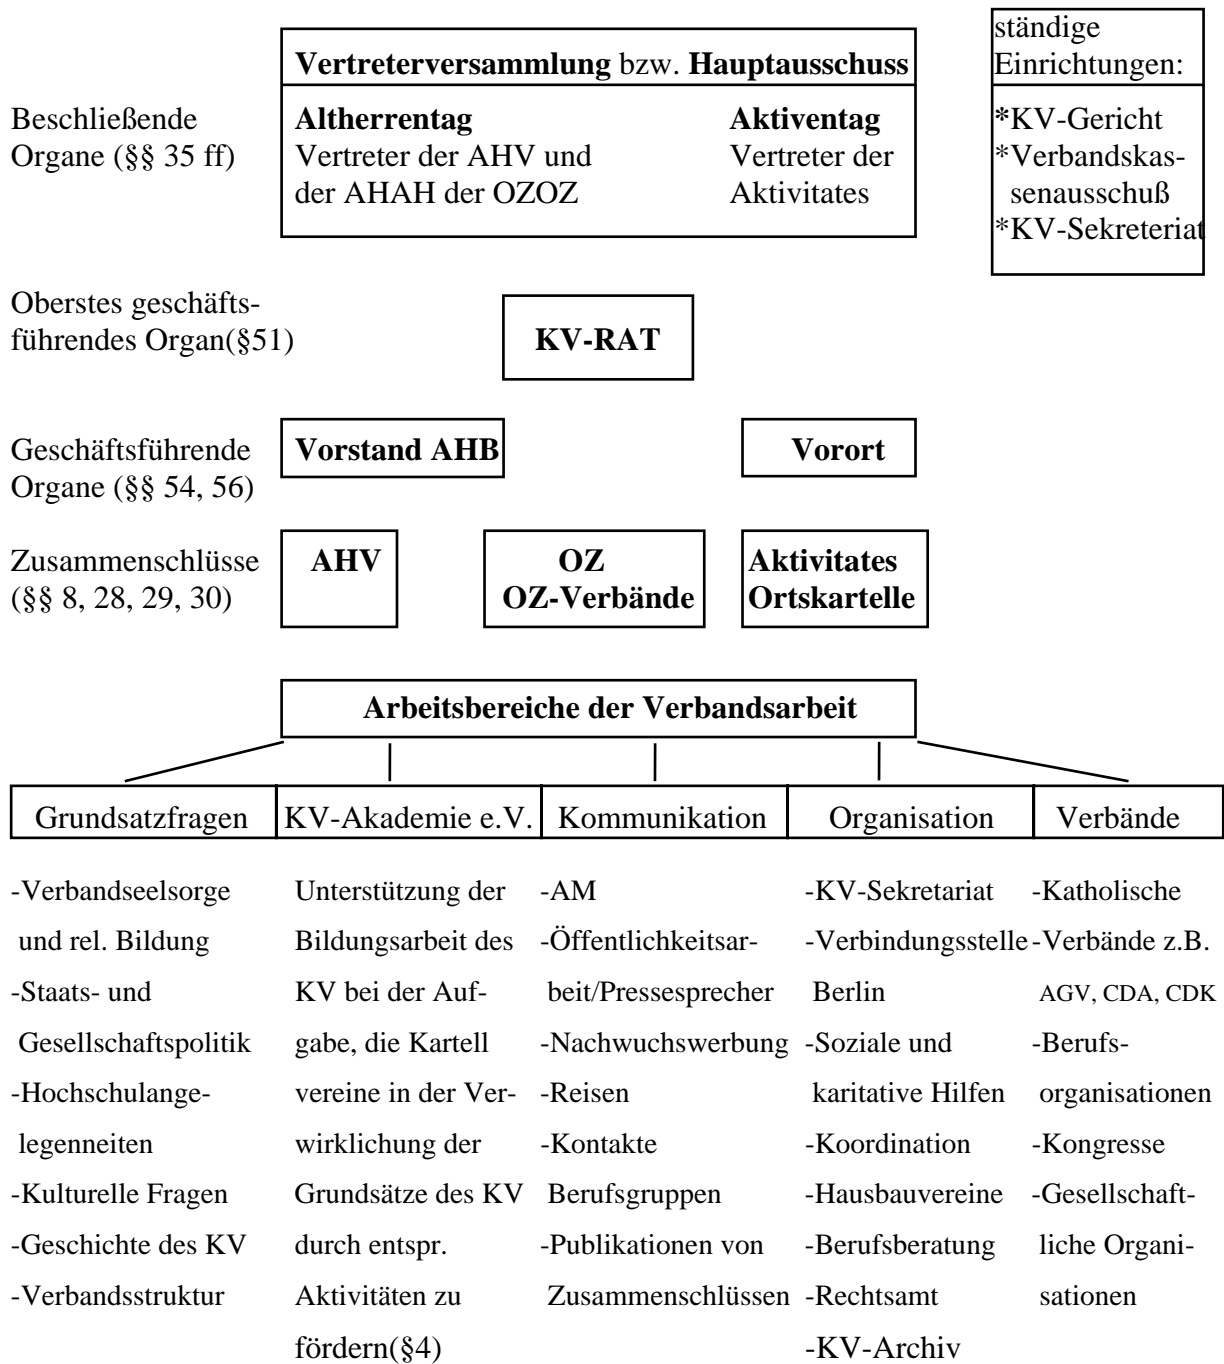 ständige
Einrichtungen:
*KV-Gericht
*Verbandskas-
senausschuß
*KV-Sekreteriat
Vertreterversammlung bzw. Hauptausschuss
Beschließende
Organe (§§ 35 ff)
Altherrentag
Vertreter der AHV und
der AHAH der OZOZ
Aktiventag
Vertreter der
Aktivitates
Oberstes geschäfts-
führendes Organ(§51)
KV-RAT
Geschäftsführende
Organe (§§ 54, 56)
Vorstand AHB
Vorort
Zusammenschlüsse
(§§ 8, 28, 29, 30)
AHV
OZ
OZ-Verbände
Aktivitates
Ortskartelle
Arbeitsbereiche der Verbandsarbeit
Grundsatzfragen
-Verbandseelsorge
und rel. Bildung
-Staats- und
Gesellschaftspolitik
-Hochschulange-
legenneiten
-Kulturelle Fragen
-Geschichte des KV
-Verbandsstruktur
KV-Akademie e.V.
Unterstützung der
Bildungsarbeit des
KV bei der Auf-
gabe, die Kartell
vereine in der Ver-
wirklichung der
Grundsätze des KV
durch entspr.
Aktivitäten zu
fördern(§4)
Kommunikation
-AM
-Öffentlichkeitsar-
beit/Pressesprecher
-Nachwuchswerbung
-Reisen
-Kontakte
Berufsgruppen
-Publikationen von
Zusammenschlüssen
Organisation
-KV-Sekretariat
-Verbindungsstelle
Berlin
-Soziale und
karitative Hilfen
-Koordination
-Hausbauvereine
-Berufsberatung
-Rechtsamt
-KV-Archiv
Verbände
-Katholische
-Verbände z.B.
AGV, CDA, CDK
-Berufs-
organisationen
-Kongresse
-Gesellschaft-
liche Organi-
sationen